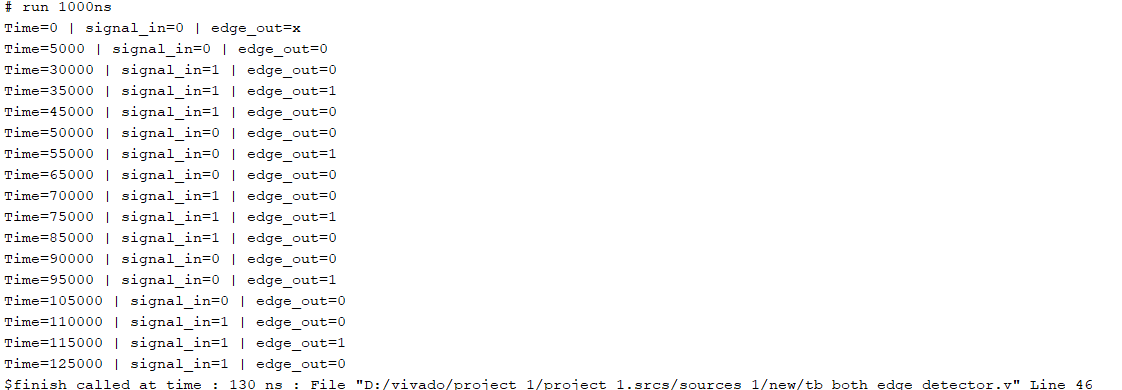 # run 1000ns
Time=0 | signal_in=0 | edge_out=x
Time=5000 | signal_in=0 | edge_out=0
Time=30000 | signal_in=1 | edge_out=0
Time=35000 | signal_in=1 | edge_out=1
Time=45000 | signal_in=1 | edge_out=0
Time=50000 | signal_in=0 | edge_out=0
Time=55000 | signal_in=0 | edge_out=1
Time=65000 | signal_in=0 | edge_out=0
Time=70000 | signal_in=1 | edge_out=0
Time=75000 | signal_in=1 | edge_out=1
Time=85000 | signal_in=1 | edge_out=0
Time=90000 | signal_in=0 | edge_out=0
Time=95000 | signal_in=0 | edge_out=1
Time=105000 | signal_in=0 | edge_out=0
Time=110000 | signal_in=1 | edge_out=0
Time=115000 | signal_in=1 | edge_out=1
Time=125000 | signal_in=1 | edge_out=0
$finish called at time : 130 ns : File "D:/vivado/project_1/project_1.srcs/sources_1/new/tb_both_edge_detector.v" Line 46